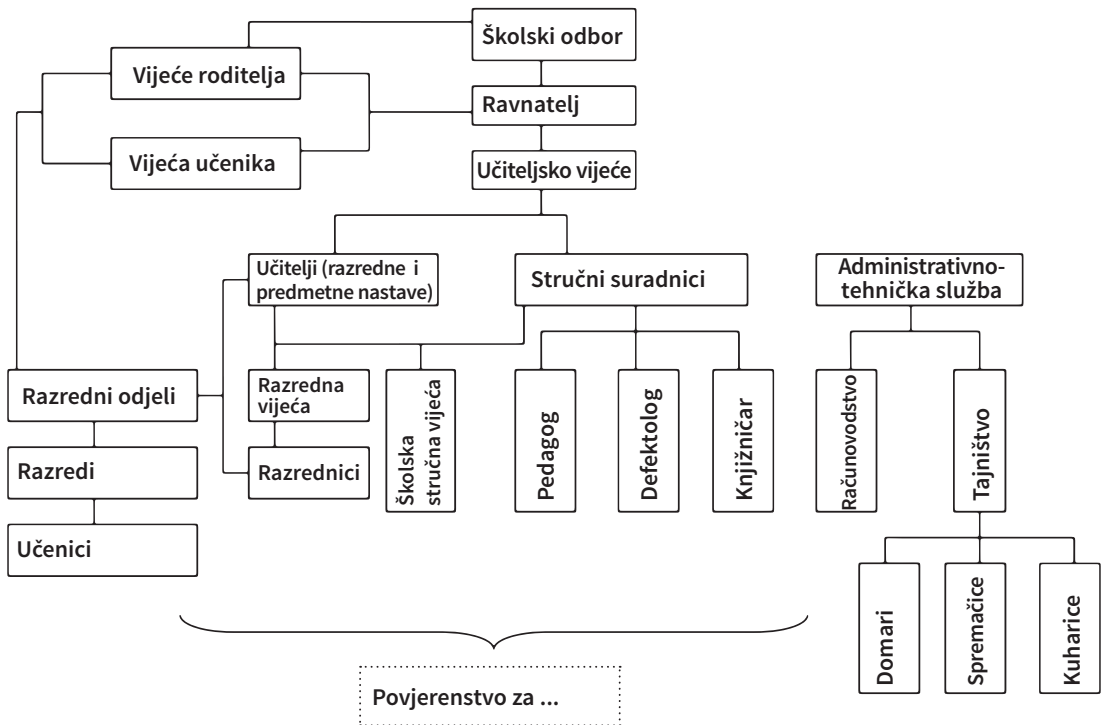 Školski odbor
Vijeće roditelja
Ravnatelj
Vijeća učenika
Učiteljsko vijeće
Učitelji (razredne i
predmetne nastave)
Stručni suradnici
Administrativno-
tehnička služba
Razredni odjeli
Razredna
vijeća
Školska
stručna vijeća
Pedagog
Defektolog
Knjižničar
Računovodstvo
Tajništvo
Razredi
Razrednici
Učenici
Domari
Spremačice
Kuharice
Povjerenstvo za ...